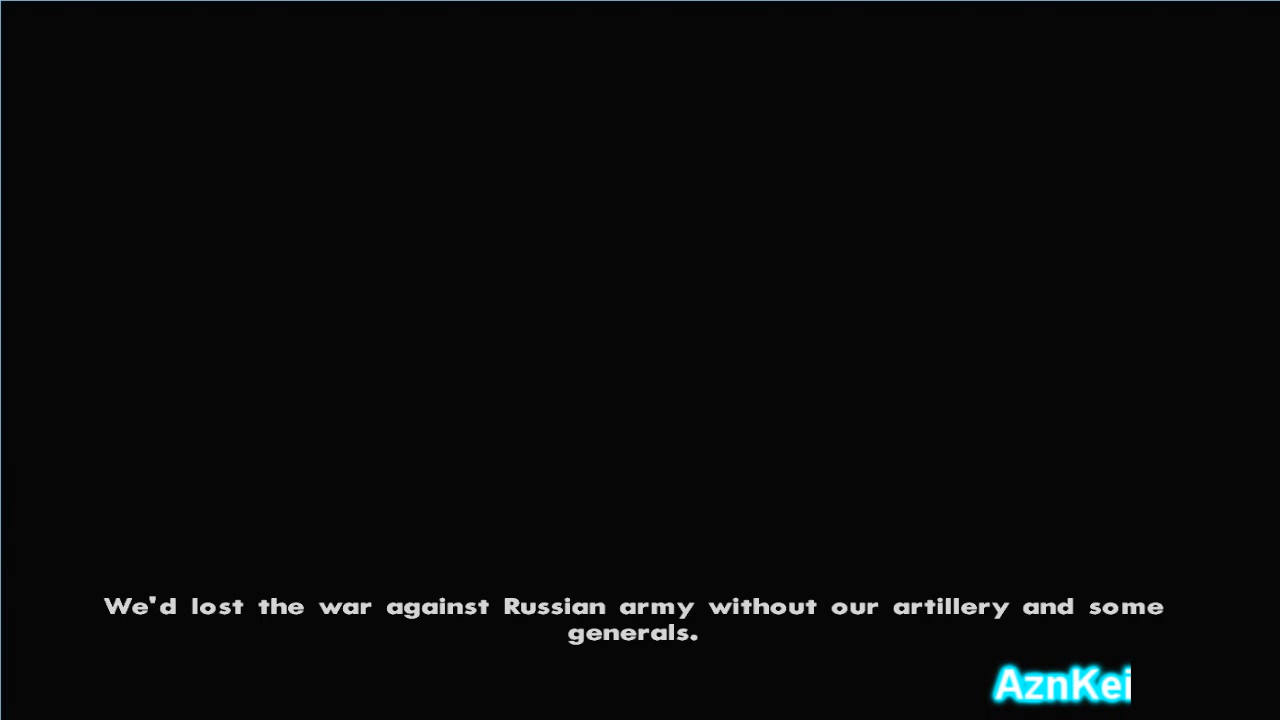 We'd lost the war against Russian army without our artillery and some
generals.
AznKei